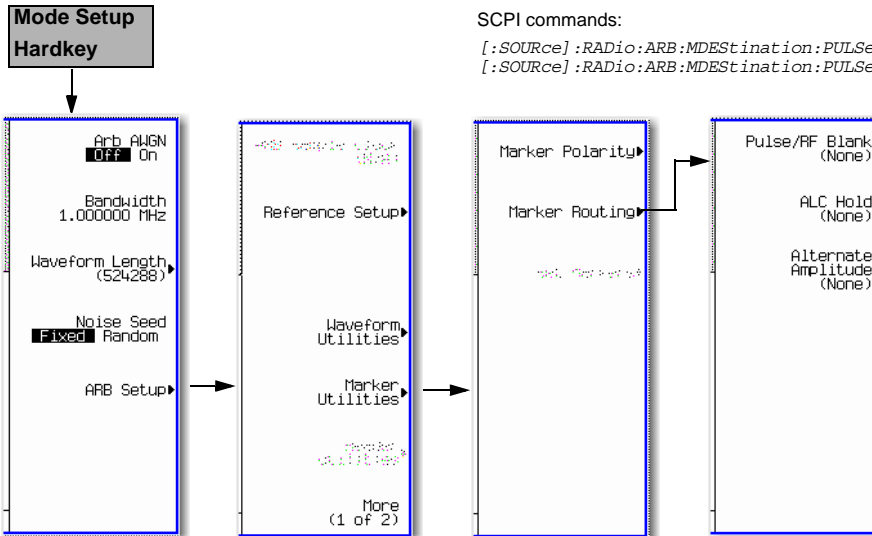 Mode Setup
Hardkey
SCPI commands:
[:SOURce]:RADio:ARB:MDEStination:PULSe
[:SOURce]:RADio:ARB:MDEStination:PULSe
Arb AWGN
Off On
Bandwidth
1.000000 MHz
Waveform Length
(524288)
Noise Seed
Fixed Random
ARB Setup
Reference Setup
Waveform
Utilities
Marker
Utilities
Utilities
More
(1 of 2)
Marker Polarity
Marker Routing
Pulse/RF Blank
(None)
ALC Hold
(None)
Alternate
Amplitude
(None)